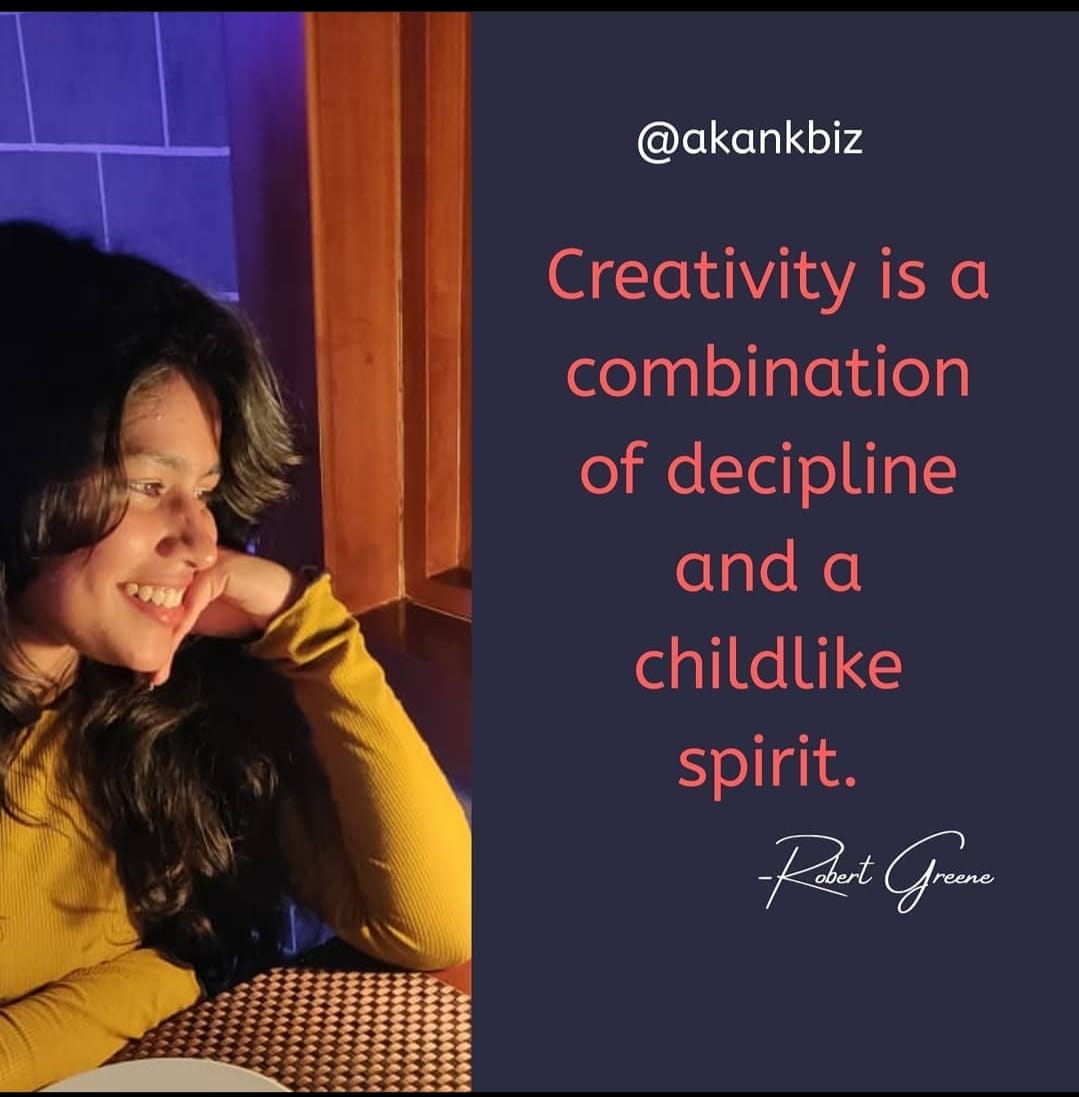 @akankbiz
Creativity is a
combination
of decipline
and a
childlike
spirit.
-Robert Greene